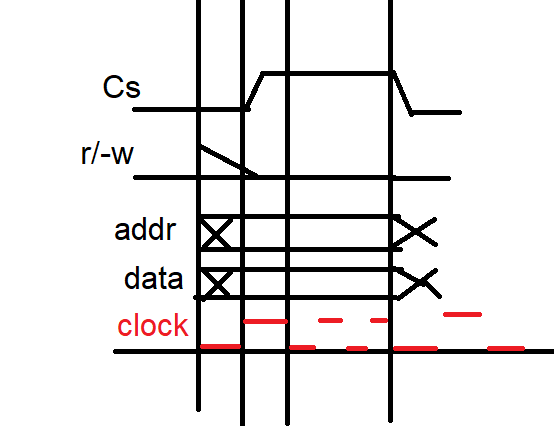 Cs
r/-w
addr
data
clock